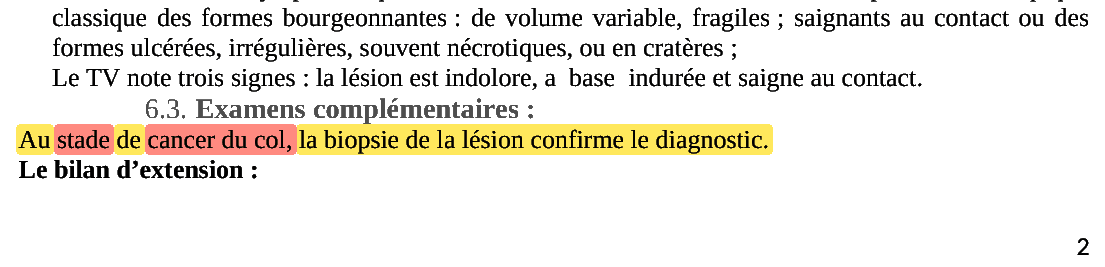 classique des formes bourgeonnantes : de volume variable, fragiles ; saignants au contact ou des
formes ulcérées, irrégulières, souvent nécrotiques, ou en cratères ;
Le TV note trois signes : la lésion est indolore, a base indurée et saigne au contact.
6.3. Examens complémentaires :
Au stade de cancer du col, la biopsie de la lésion confirme le diagnostic.
Le bilan d’extension :
2